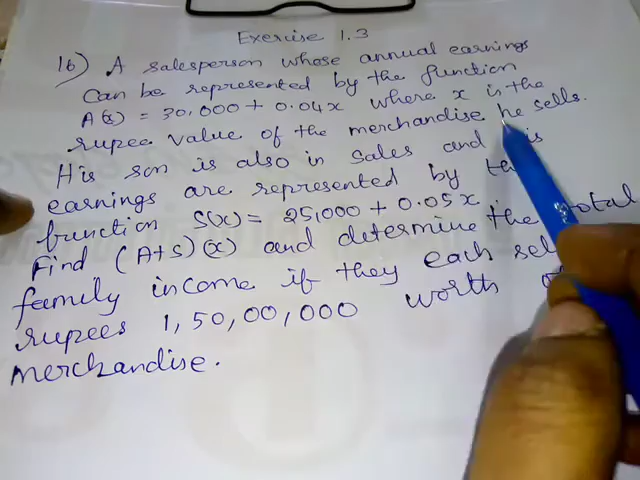 Exercise 1.3
16) A salesperson whose annual earnings
can be represented by the function
A(x) = 30,000 + 0.04x where x is the
rupee value of the merchandise he sells.
His son is also in sales and
earnings are represented by the
function S(x) = 25,000 + 0.05x.
Find (A+S)(x) and determine the total
family income if they each sell
rupees 1,50,00,000 worth
merchandise.